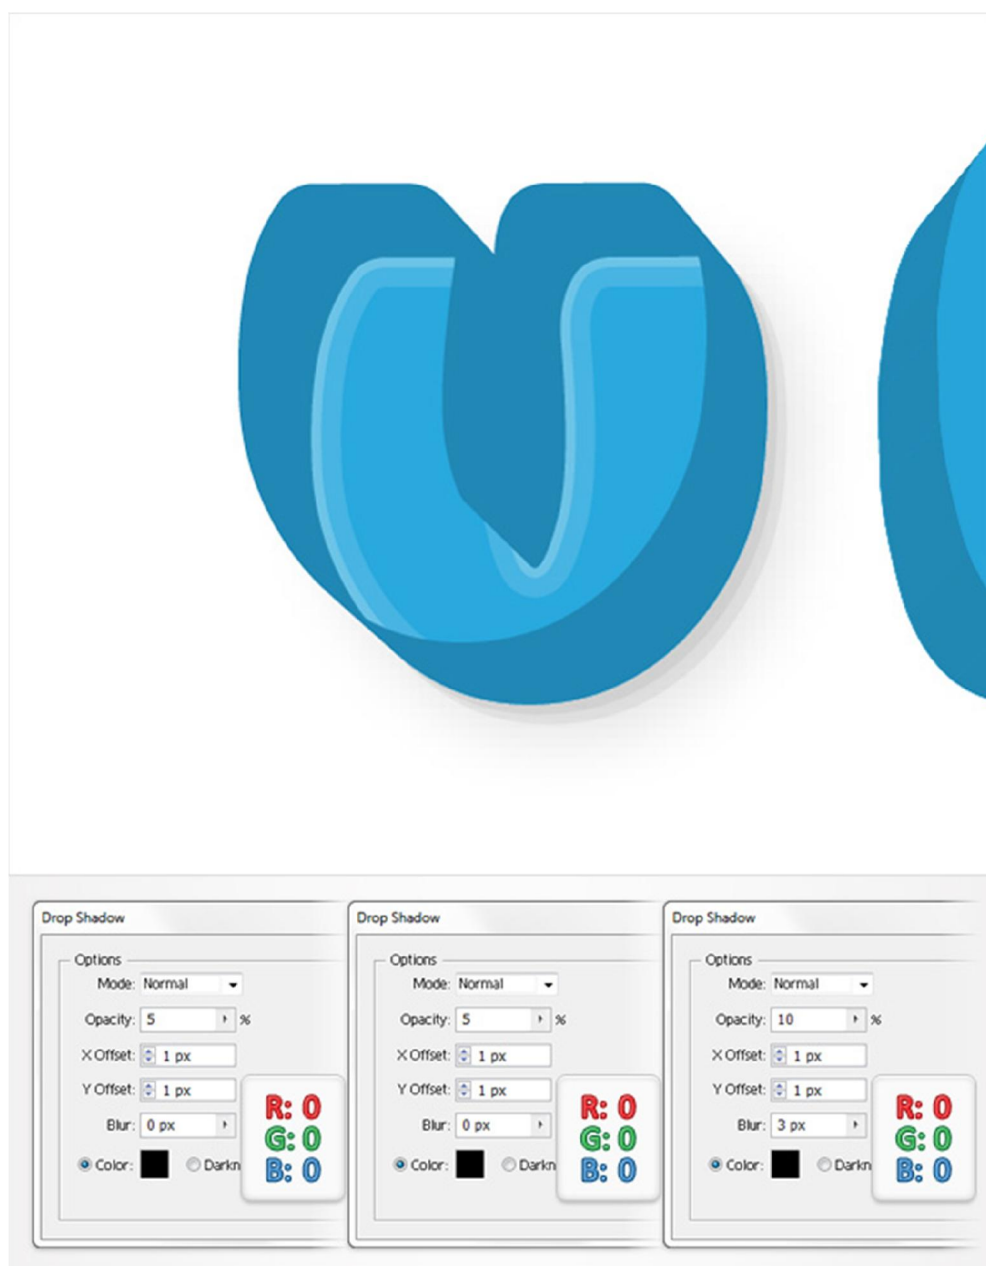 U
Drop Shadow
Options
Mode: Normal
Opacity: 5 %
X Offset: 1 px
Y Offset: 1 px
Blur: 0 px
Color: Darkn
R: 0
G: 0
B: 0
Drop Shadow
Options
Mode: Normal
Opacity: 5 %
X Offset: 1 px
Y Offset: 1 px
Blur: 0 px
Color: Darkn
R: 0
G: 0
B: 0
Drop Shadow
Options
Mode: Normal
Opacity: 10 %
X Offset: 1 px
Y Offset: 1 px
Blur: 3 px
Color: Darkn
R: 0
G: 0
B: 0